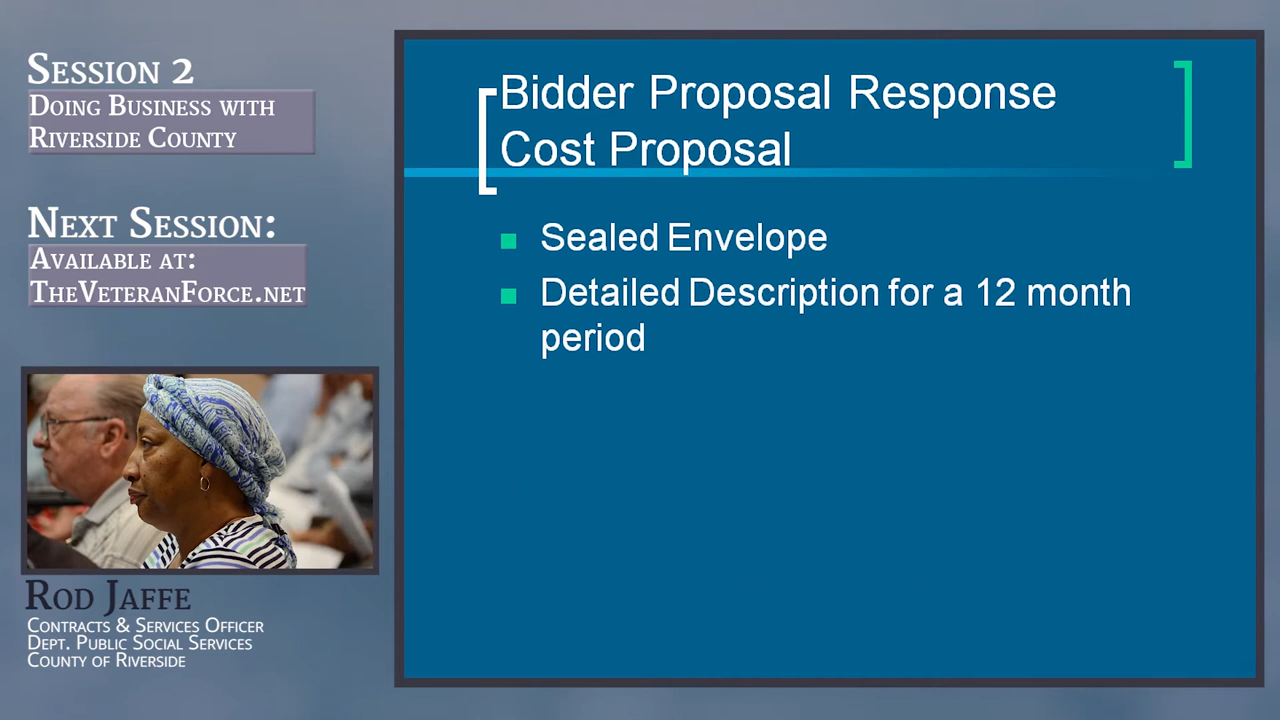 Session 2
Doing Business with
Riverside County
Next Session:
Available at:
TheVeteranForce.net
Rod Jaffe
Contracts & Services Officer
Dept. Public Social Services
County of Riverside
Bidder Proposal Response
Cost Proposal
Sealed Envelope
Detailed Description for a 12 month
period